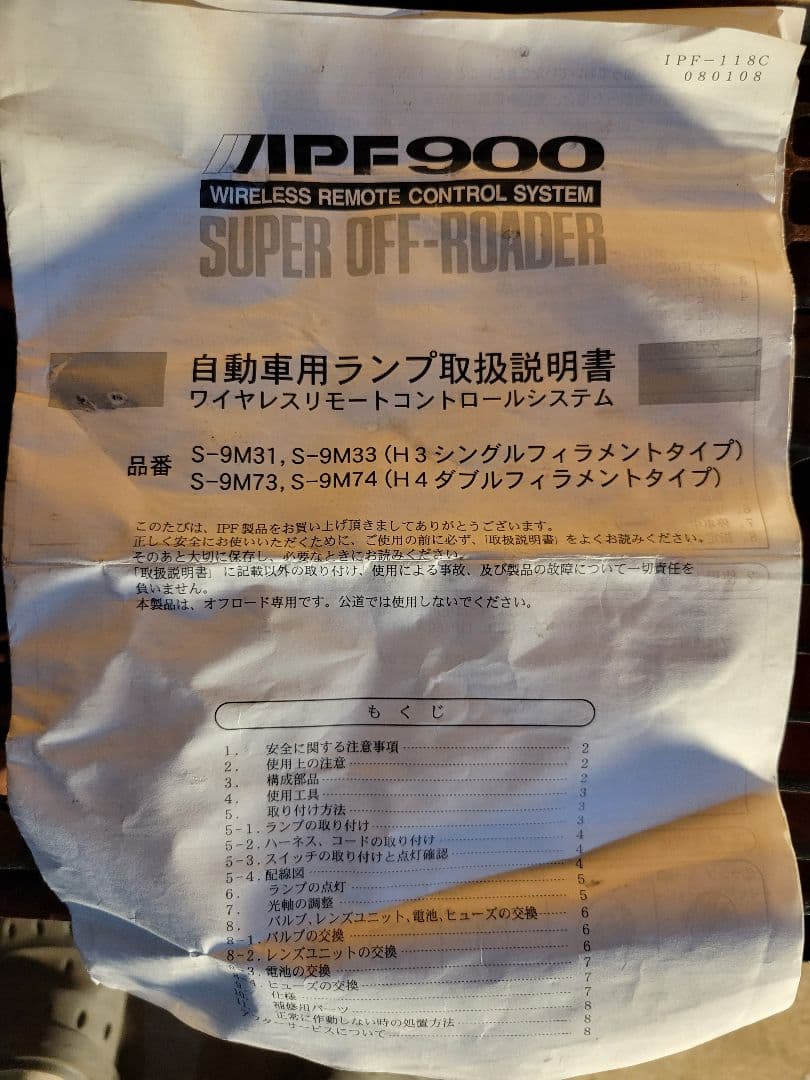 IPF-118C
080108
IPF900
WIRELESS REMOTE CONTROL SYSTEM
SUPER OFF-ROADER
自動車用ランプ取扱説明書
ワイヤレスリモートコントロールシステム
品番 S-9M31, S-9M33 (H3シングルフィラメントタイプ)
S-9M73, S-9M74 (H4ダブルフィラメントタイプ)
このたびは、IPF製品をお買い上げ頂きましてありがとうございます。
正しく安全にお使いいただくために、ご使用の前に必ず、「取扱説明書」をよくお読みください。
そのあと大切に保存し、必要なときにお読みください。
「取扱説明書」に記載以外の取り付け、使用による事故、及び製品の故障について一切責任を
負いません。
本製品は、オフロード専用です。公道では使用しないでください。
もくじ
1. 安全に関する注意事項 2
2. 使用上の注意 2
3. 構成部品 2
4. 使用工具 3
5. 取り付け方法 3
5-1. ランプの取り付け 3
5-2. ハーネス、コードの取り付け 4
5-3. スイッチの取り付けと点灯確認 4
5-4. 配線図 4
6. ランプの点灯 5
7. 光軸の調整 5
8. バルブ、レンズユニット、電池、ヒューズの交換 6
8-1. バルブの交換 6
8-2. レンズユニットの交換 6
3. 電池の交換 7
ヒューズの交換 7
仕様 7
補修用パーツ 8
正常に作動しない時の処置方法 8
ターサービスについて 8